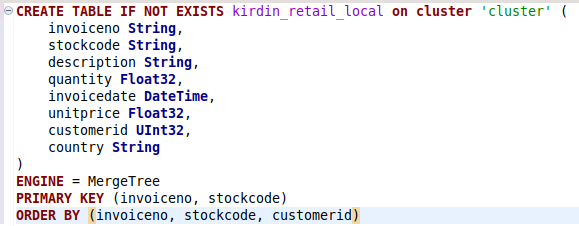 CREATE TABLE IF NOT EXISTS kirdin_retail_local on cluster 'cluster' (
    invoiceno String,
    stockcode String,
    description String,
    quantity Float32,
    invoicedate DateTime,
    unitprice Float32,
    customerid UInt32,
    country String
)
ENGINE = MergeTree
PRIMARY KEY (invoiceno, stockcode)
ORDER BY (invoiceno, stockcode, customerid)